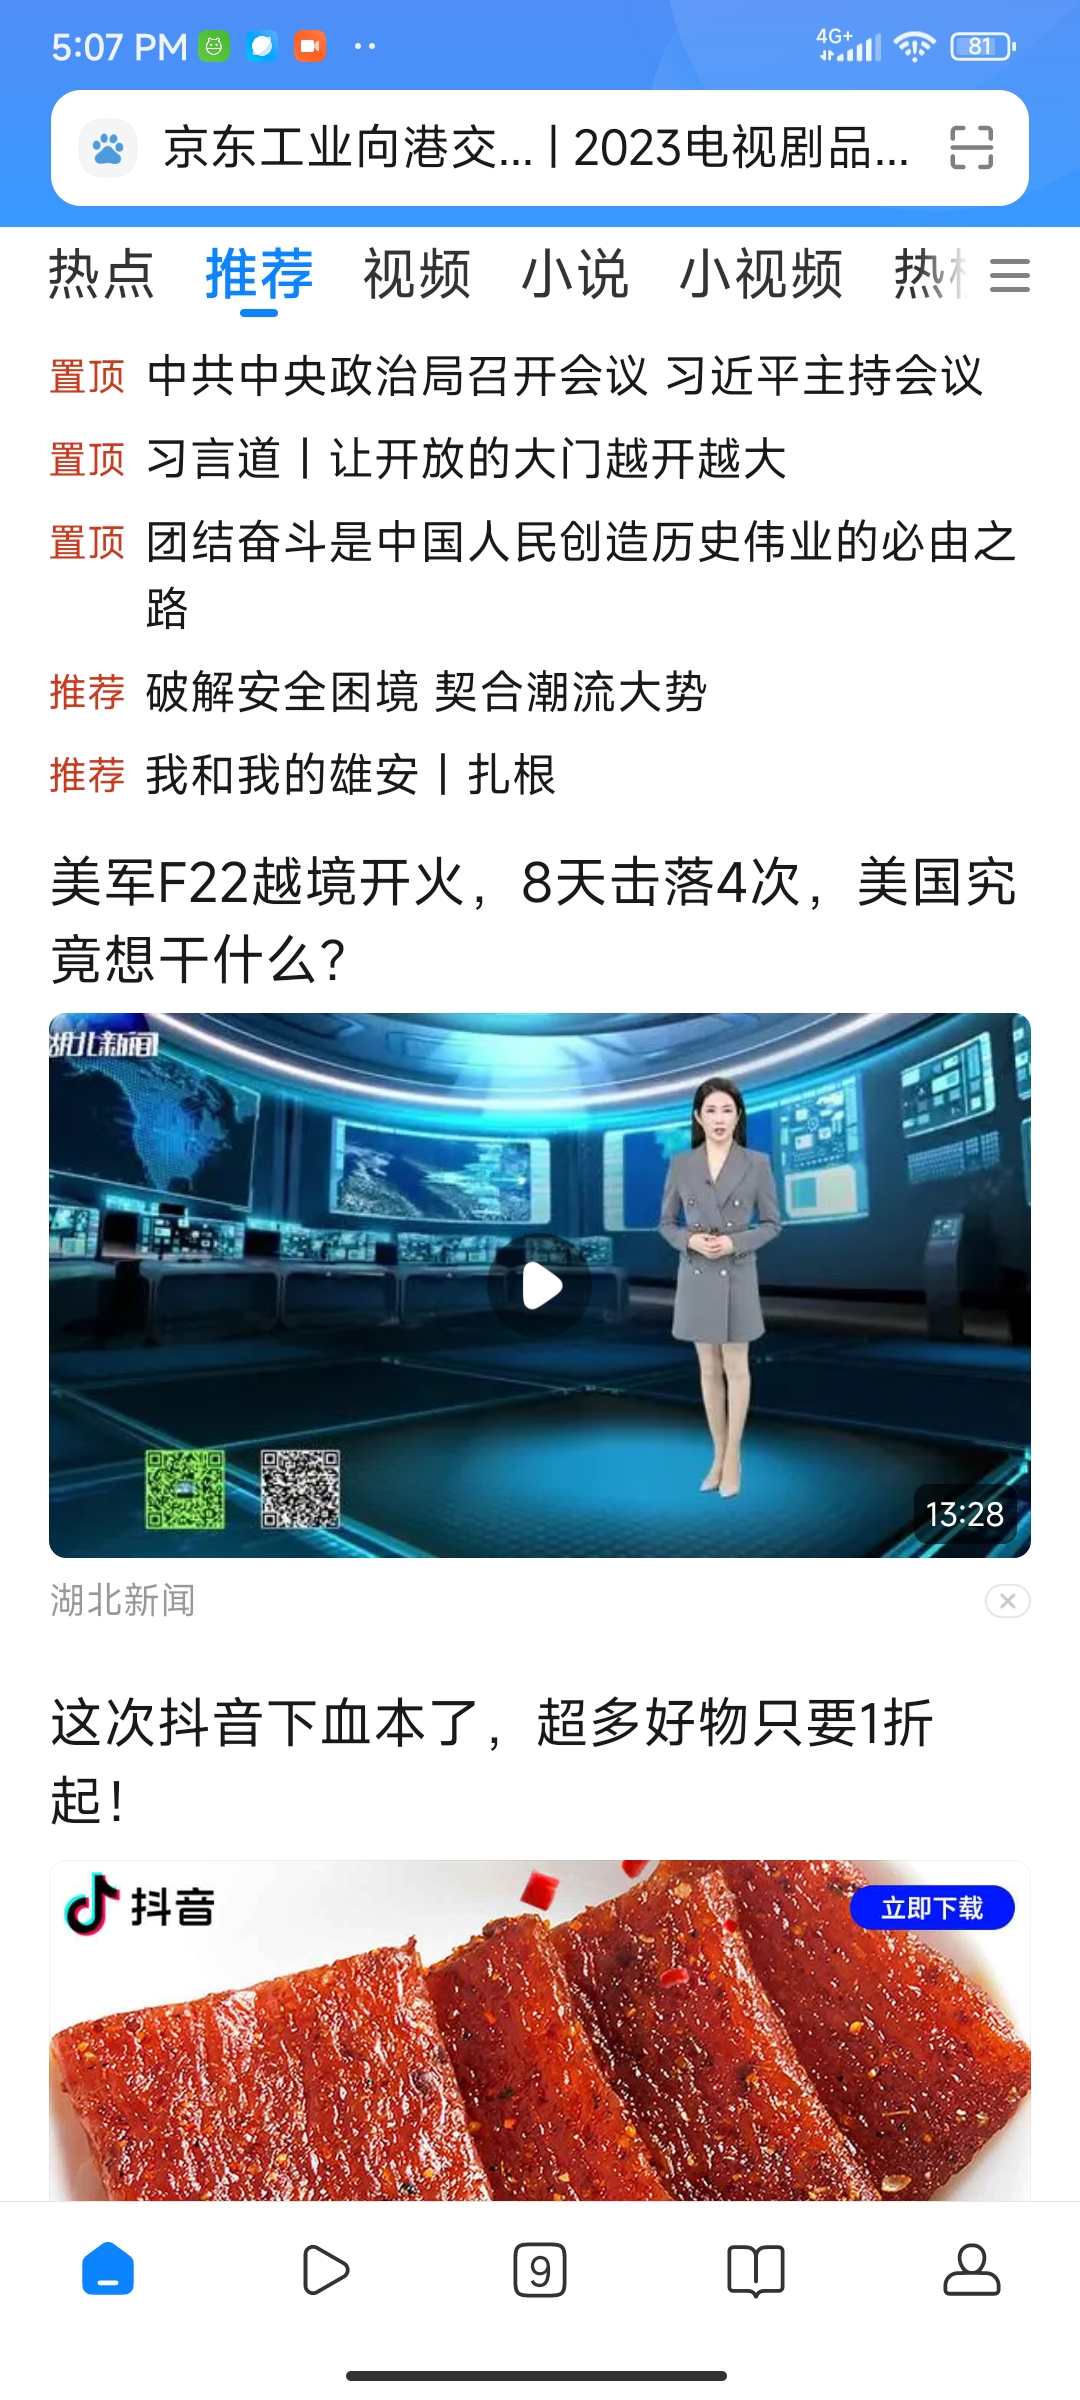 5:07 PM
4G+
81
京东工业向港交... | 2023电视剧品...
热点 推荐 视频 小说 小视频 热
置顶 中共中央政治局召开会议 习近平主持会议
置顶 习言道丨让开放的大门越开越大
置顶 团结奋斗是中国人民创造历史伟业的必由之
路
推荐 破解安全困境 契合潮流大势
推荐 我和我的雄安丨扎根
美军F22越境开火，8天击落4次，美国究
竟想干什么？
湖北新闻
13:28
湖北新闻
这次抖音下血本了，超多好物只要1折
起！
抖音
立即下载
9